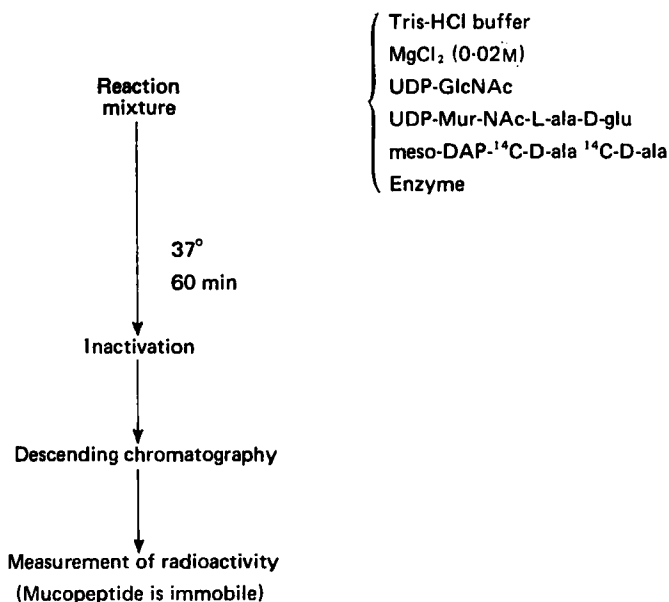 Reaction
mixture
Tris-HCl buffer
MgCl₂ (0·02M)
UDP-GlcNAc
UDP-Mur-NAc-L-ala-D-glu
meso-DAP-¹⁴C-D-ala ¹⁴C-D-ala
Enzyme
37°
60 min
Inactivation
Descending chromatography
Measurement of radioactivity
(Mucopeptide is immobile)